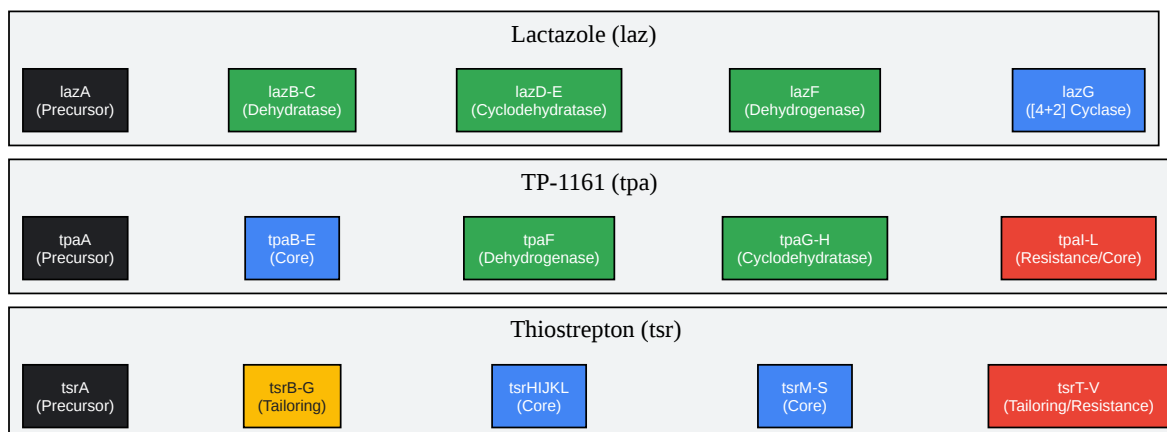 Lactazole (laz)
lazA
(Precursor)
lazB-C
(Dehydratase)
lazD-E
(Cyclodehydratase)
lazF
(Dehydrogenase)
lazG
([4+2] Cyclase)
TP-1161 (tpa)
tpaA
(Precursor)
tpaB-E
(Core)
tpaF
(Dehydrogenase)
tpaG-H
(Cyclodehydratase)
tpaI-L
(Resistance/Core)
Thiostrepton (tsr)
tsrA
(Precursor)
tsrB-G
(Tailoring)
tsrHIJKL
(Core)
tsrM-S
(Core)
tsrT-V
(Tailoring/Resistance)